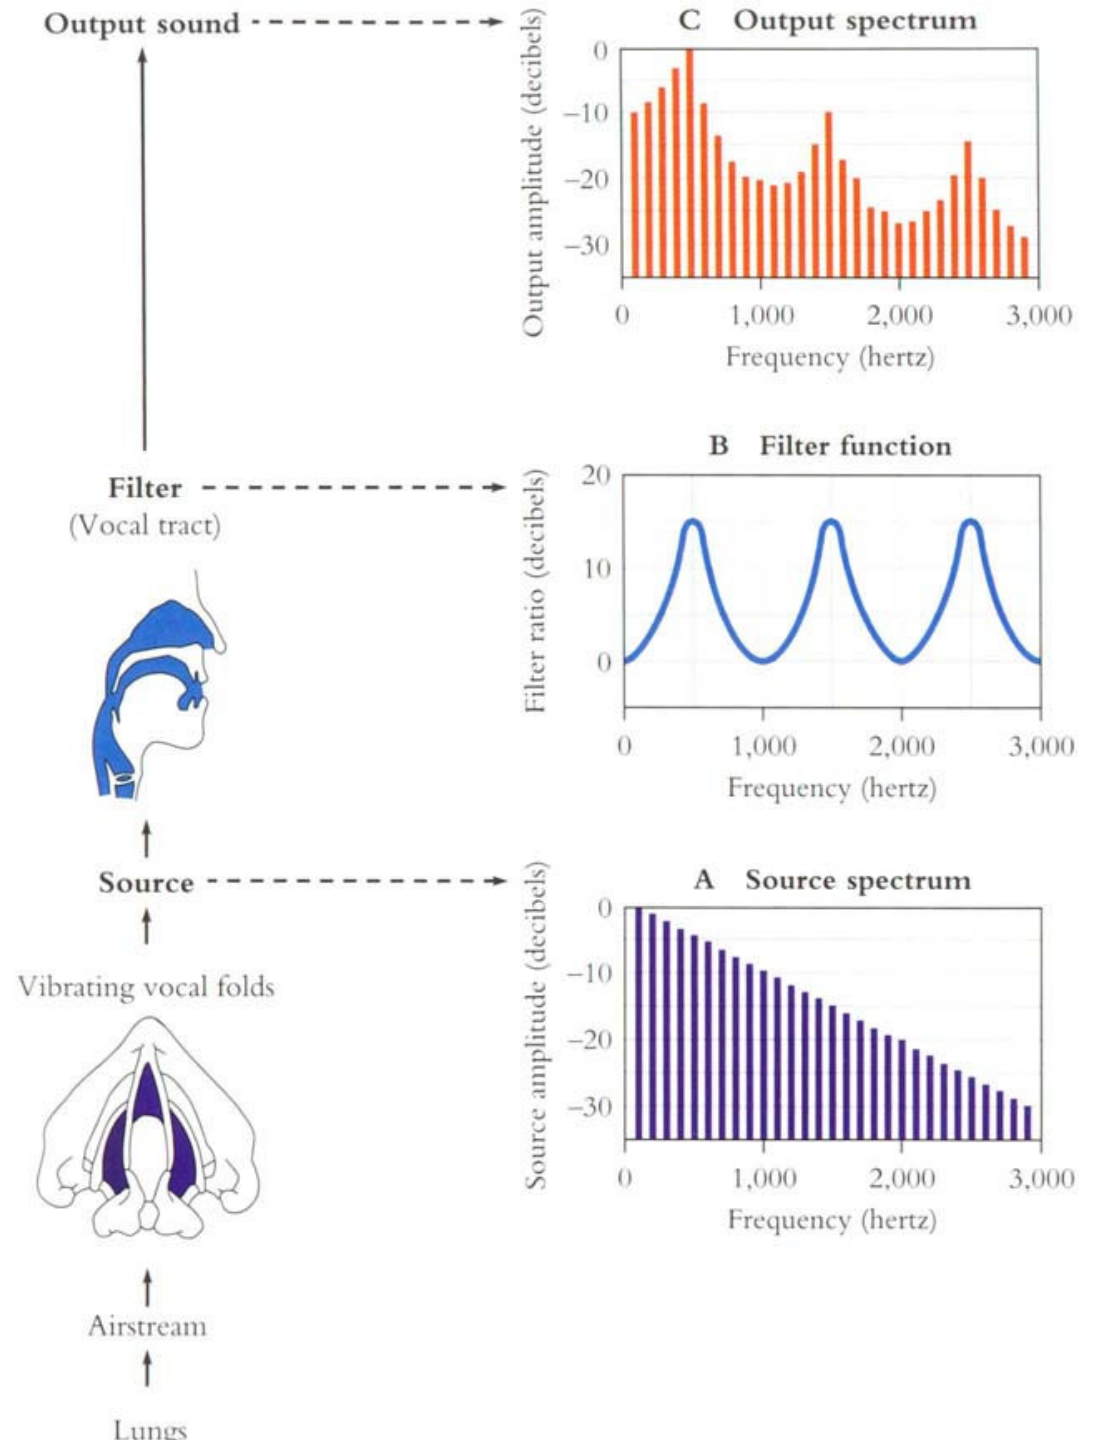 Output sound
C Output spectrum
Output amplitude (decibels)
0
−10
−20
−30
0 1,000 2,000 3,000
Frequency (hertz)
Filter
(Vocal tract)
B Filter function
Filter ratio (decibels)
20
10
0
0 1,000 2,000 3,000
Frequency (hertz)
Source
A Source spectrum
Source amplitude (decibels)
0
−10
−20
−30
0 1,000 2,000 3,000
Frequency (hertz)
Vibrating vocal folds
Airstream
Lungs